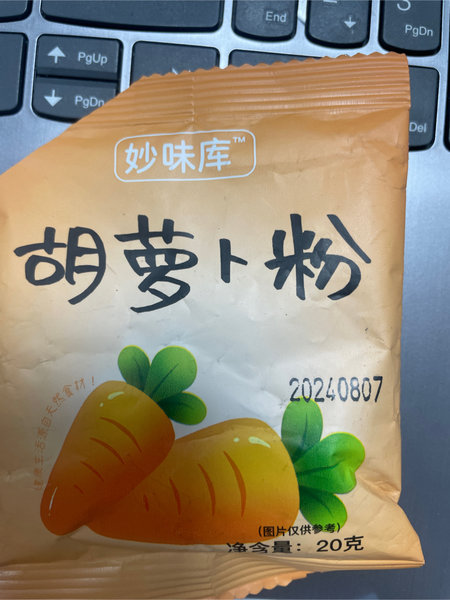 End
PgDn
PgUp
PgDn
Del
妙味库™
胡萝卜粉
20240807
(图片仅供参考)
净含量: 20克